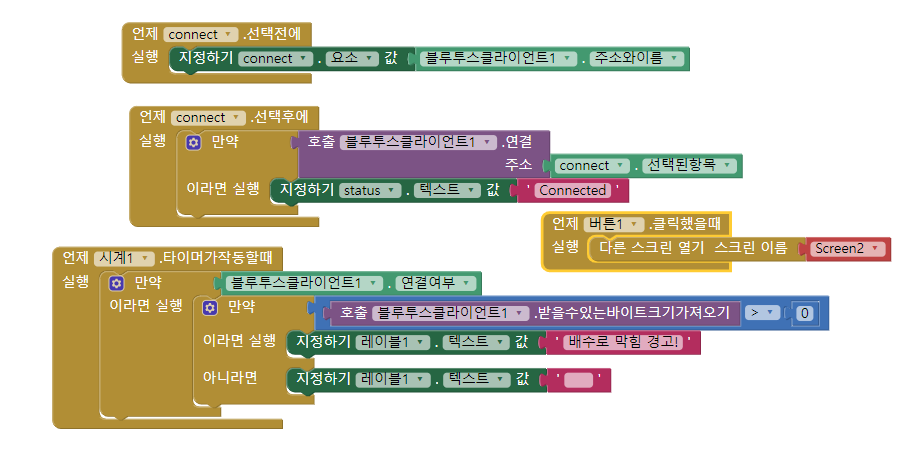 언제 connect .선택전에
실행 지정하기 connect . 요소 값 블루투스클라이언트1 . 주소와이름
언제 connect .선택후에
실행 만약 호출 블루투스클라이언트1 .연결
주소 connect . 선택된항목
이라면 실행 지정하기 status . 텍스트 값 ' Connected '
언제 버튼1 .클릭했을때
실행 다른 스크린 열기 스크린 이름 Screen2
언제 시계1 .타이머가작동할때
실행 만약 블루투스클라이언트1 . 연결여부
이라면 실행 만약 호출 블루투스클라이언트1 .받을수있는바이트크기가져오기 > 0
이라면 실행 지정하기 레이블1 . 텍스트 값 ' 배수로 막힘 경고! '
아니라면 지정하기 레이블1 . 텍스트 값 ' '